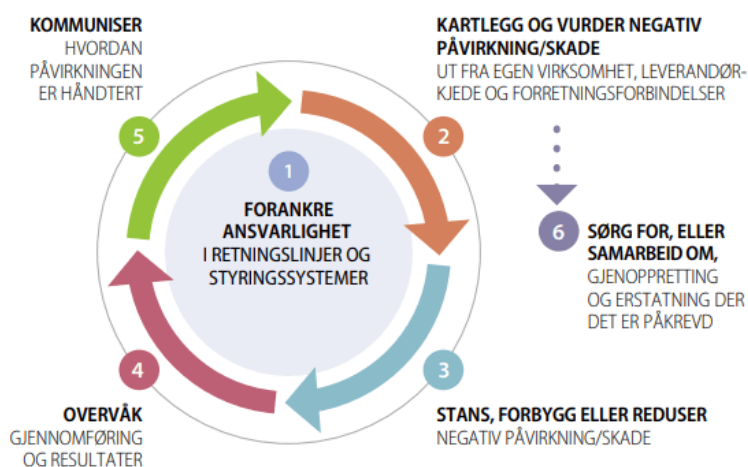 1
FORANKRE
ANSVARLIGHET
I RETNINGSLINJER OG
STYRINGSSYSTEMER
KARTLEGG OG VURDER NEGATIV
PÅVIRKNING/SKADE
UT FRA EGEN VIRKSOMHET, LEVERANDØR-
KJEDE OG FORRETNINGSFORBINDELSER
2
STANS, FORBYGG ELLER REDUSER
NEGATIV PÅVIRKNING/SKADE
3
OVERVÅK
GJENNOMFØRING
OG RESULTATER
4
KOMMUNISER
HVORDAN
PÅVIRKNINGEN
ER HÅNDTERT
5
6
SØRG FOR, ELLER
SAMARBEID OM,
GJENOPPRETTING
OG ERSTATNING DER
DET ER PÅKREVD